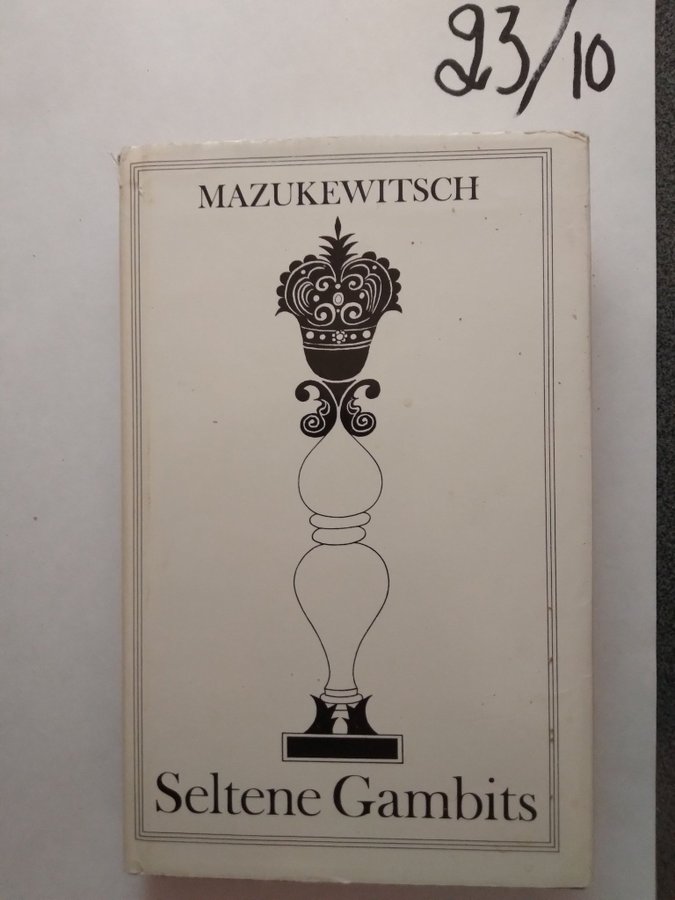 23/10
MAZUKEWITSCH
Seltene Gambits